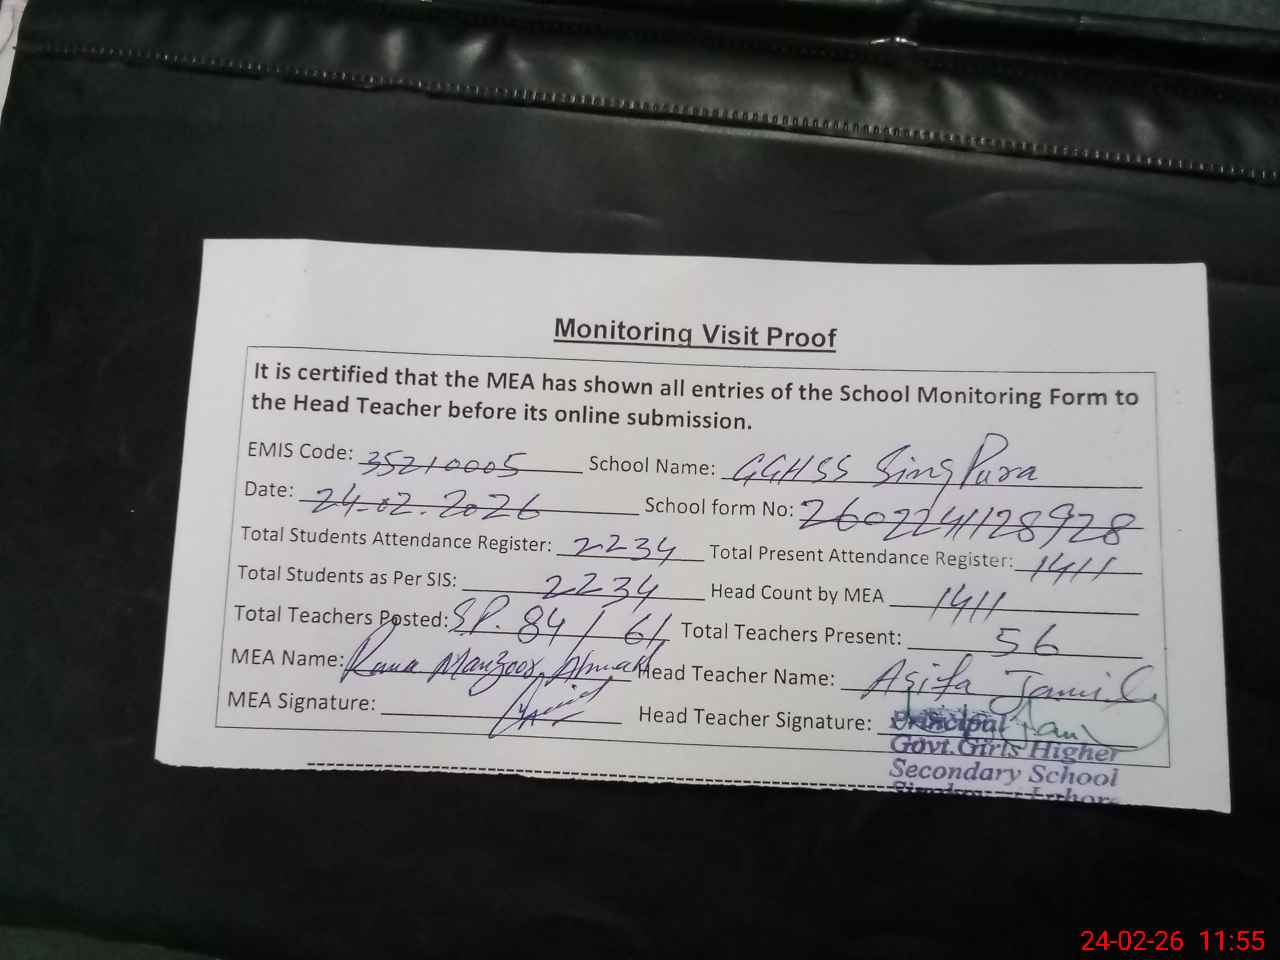 Monitoring Visit Proof
It is certified that the MEA has shown all entries of the School Monitoring Form to
the Head Teacher before its online submission.
EMIS Code: 35210005 School Name: GGHSS Sing Pura
Date: 24.02.2026 School form No: 2602241128928
Total Students Attendance Register: 2234 Total Present Attendance Register: 1411
Total Students as Per SIS: 2234 Head Count by MEA 1411
Total Teachers Posted: SP. 84 / 61 Total Teachers Present: 56
MEA Name: Rana Manzoor Ahmad Head Teacher Name: Asifa Jamil
MEA Signature: Head Teacher Signature:
Principal
Govt. Girls Higher
Secondary School
Lahore
24-02-26 11:55